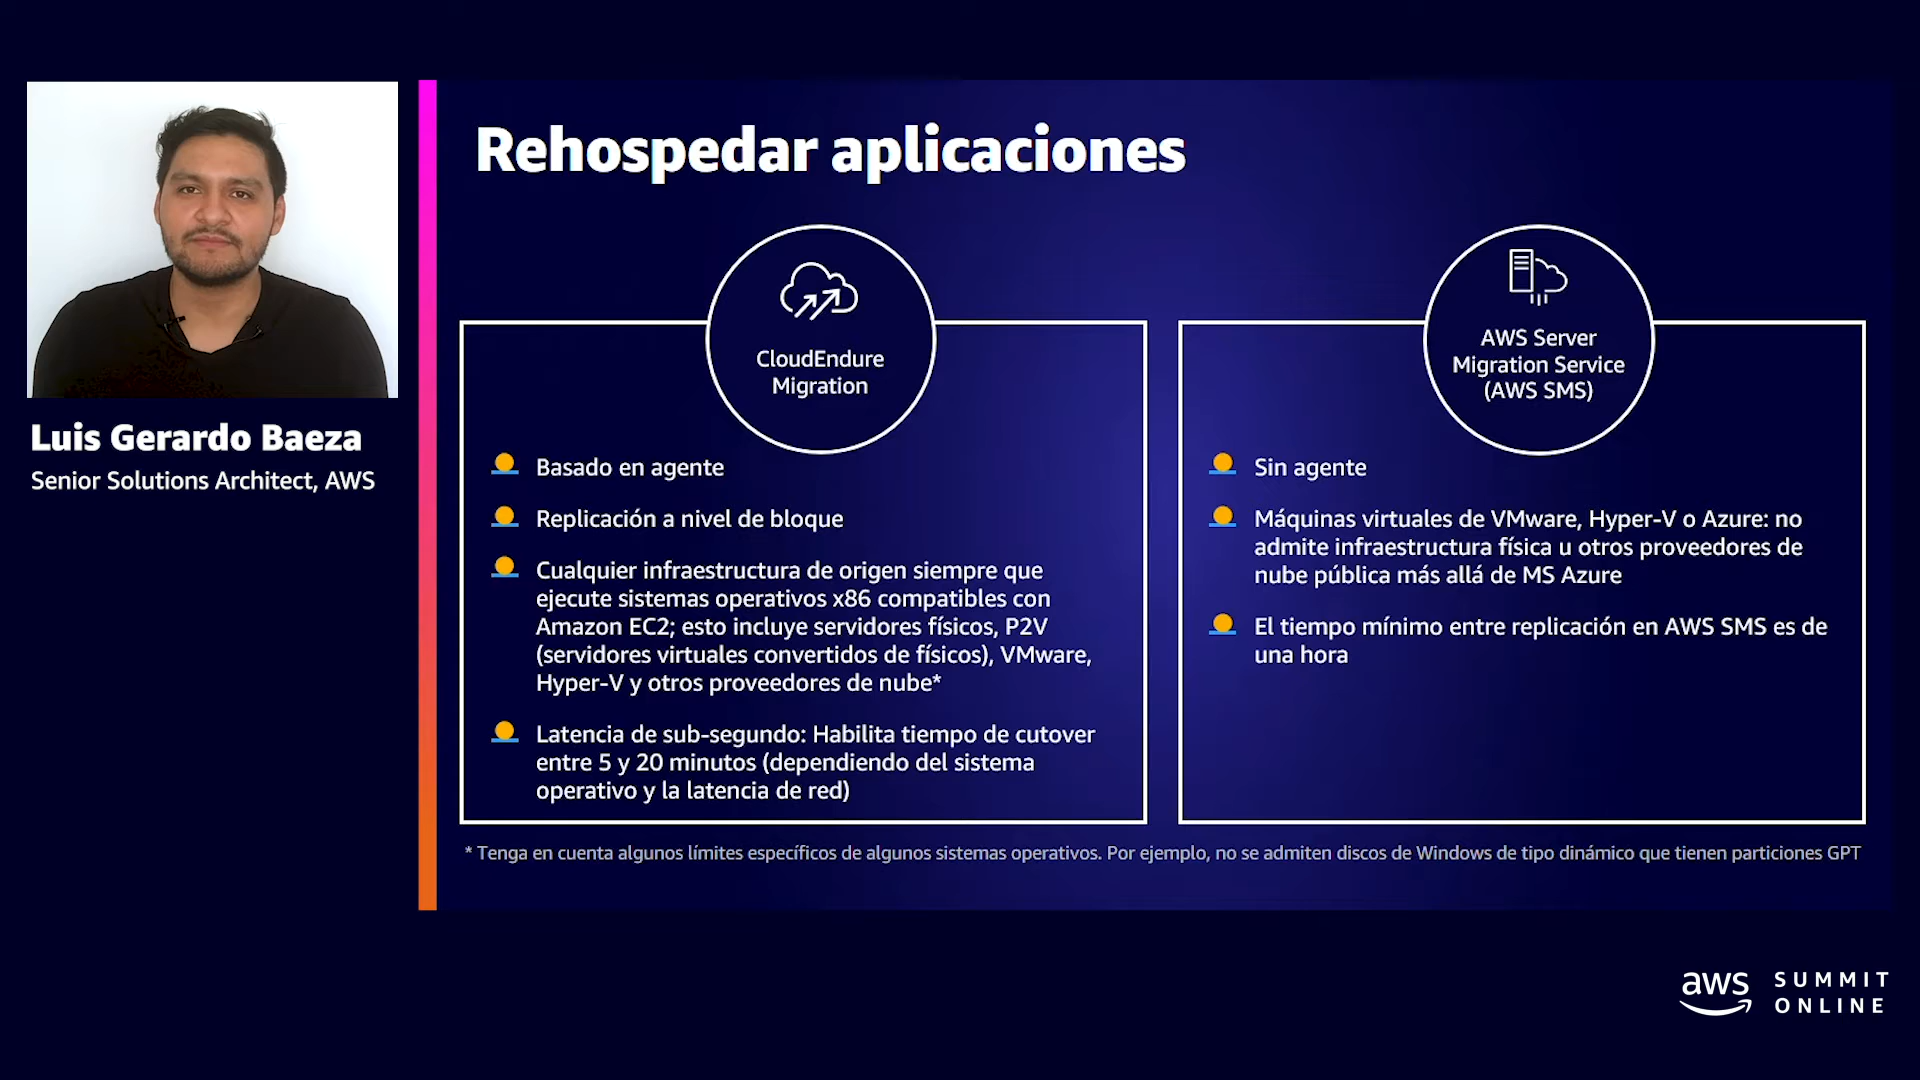 Rehospedar aplicaciones
Luis Gerardo Baeza
Senior Solutions Architect, AWS
CloudEndure
Migration
Basado en agente
Replicación a nivel de bloque
Cualquier infraestructura de origen siempre que
ejecute sistemas operativos x86 compatibles con
Amazon EC2; esto incluye servidores físicos, P2V
(servidores virtuales convertidos de físicos), VMware,
Hyper-V y otros proveedores de nube*
Latencia de sub-segundo: Habilita tiempo de cutover
entre 5 y 20 minutos (dependiendo del sistema
operativo y la latencia de red)
AWS Server
Migration Service
(AWS SMS)
Sin agente
Máquinas virtuales de VMware, Hyper-V o Azure: no
admite infraestructura física u otros proveedores de
nube pública más allá de MS Azure
El tiempo mínimo entre replicación en AWS SMS es de
una hora
* Tenga en cuenta algunos límites específicos de algunos sistemas operativos. Por ejemplo, no se admiten discos de Windows de tipo dinámico que tienen particiones GPT
aws
SUMMIT
ONLINE